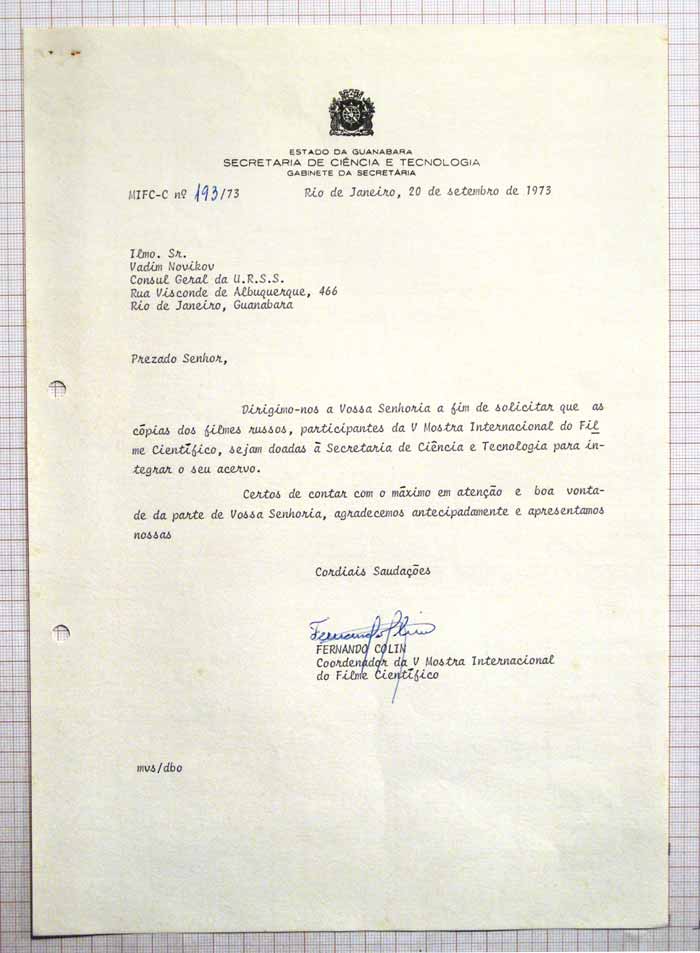 ESTADO DA GUANABARA
SECRETARIA DE CIÊNCIA E TECNOLOGIA
GABINETE DA SECRETÁRIA
MIFC-C nº 193/73 Rio de Janeiro, 20 de setembro de 1973
Ilmo. Sr.
Vadim Novikov
Consul Geral da U.R.S.S.
Rua Visconde de Albuquerque, 466
Rio de Janeiro, Guanabara
Prezado Senhor,
Dirigimo-nos a Vossa Senhoria a fim de solicitar que as
cópias dos filmes russos, participantes da V Mostra Internacional do Fil
me Científico, sejam doadas à Secretaria de Ciência e Tecnologia para in-
tegrar o seu acervo.
Certos de contar com o máximo em atenção e boa vonta-
de da parte de Vossa Senhoria, agradecemos antecipadamente e apresentamos
nossas
Cordiais Saudações
Fernando Colin
FERNANDO COLIN
Coordenador da V Mostra Internacional
do Filme Científico
mvs/dbo